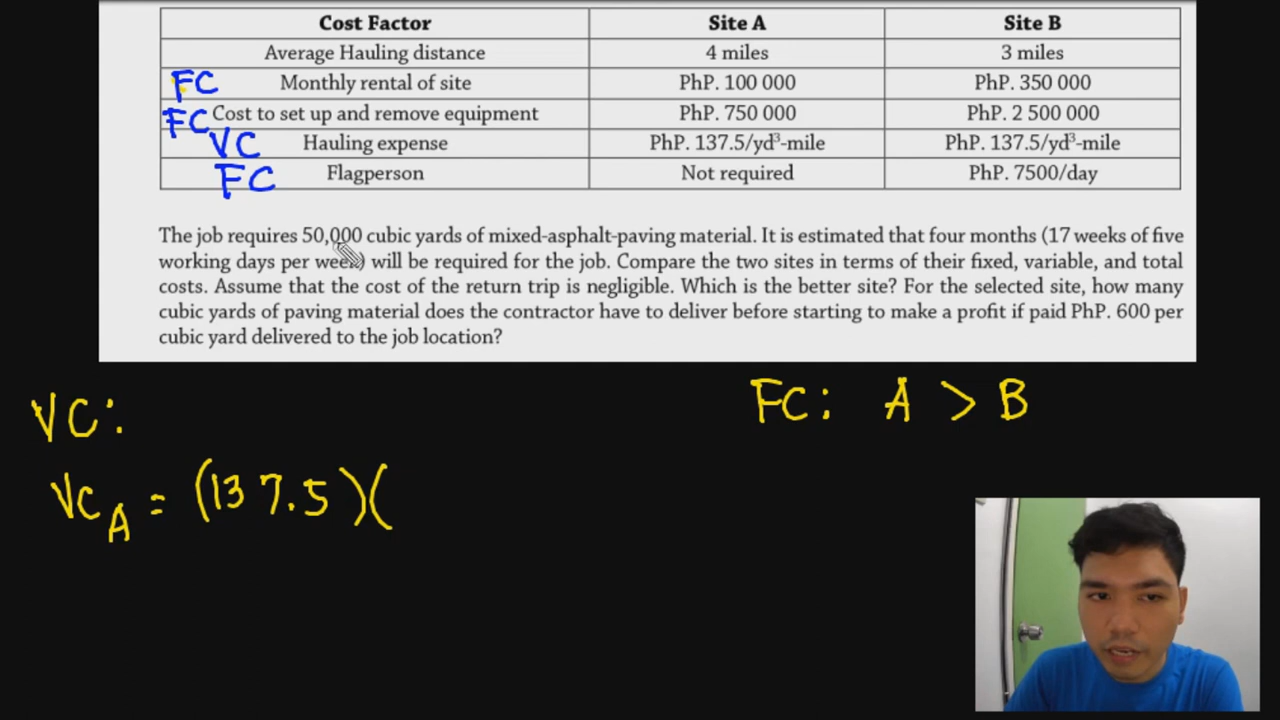 Cost Factor Site A Site B
Average Hauling distance 4 miles 3 miles
FC Monthly rental of site PhP. 100 000 PhP. 350 000
FC Cost to set up and remove equipment PhP. 750 000 PhP. 2 500 000
VC Hauling expense PhP. 137.5/yd³-mile PhP. 137.5/yd³-mile
FC Flagperson Not required PhP. 7500/day
The job requires 50,000 cubic yards of mixed-asphalt-paving material. It is estimated that four months (17 weeks of five
working days per week) will be required for the job. Compare the two sites in terms of their fixed, variable, and total
costs. Assume that the cost of the return trip is negligible. Which is the better site? For the selected site, how many
cubic yards of paving material does the contractor have to deliver before starting to make a profit if paid PhP. 600 per
cubic yard delivered to the job location?
VC: FC: A > B
VC_A = (137.5)(